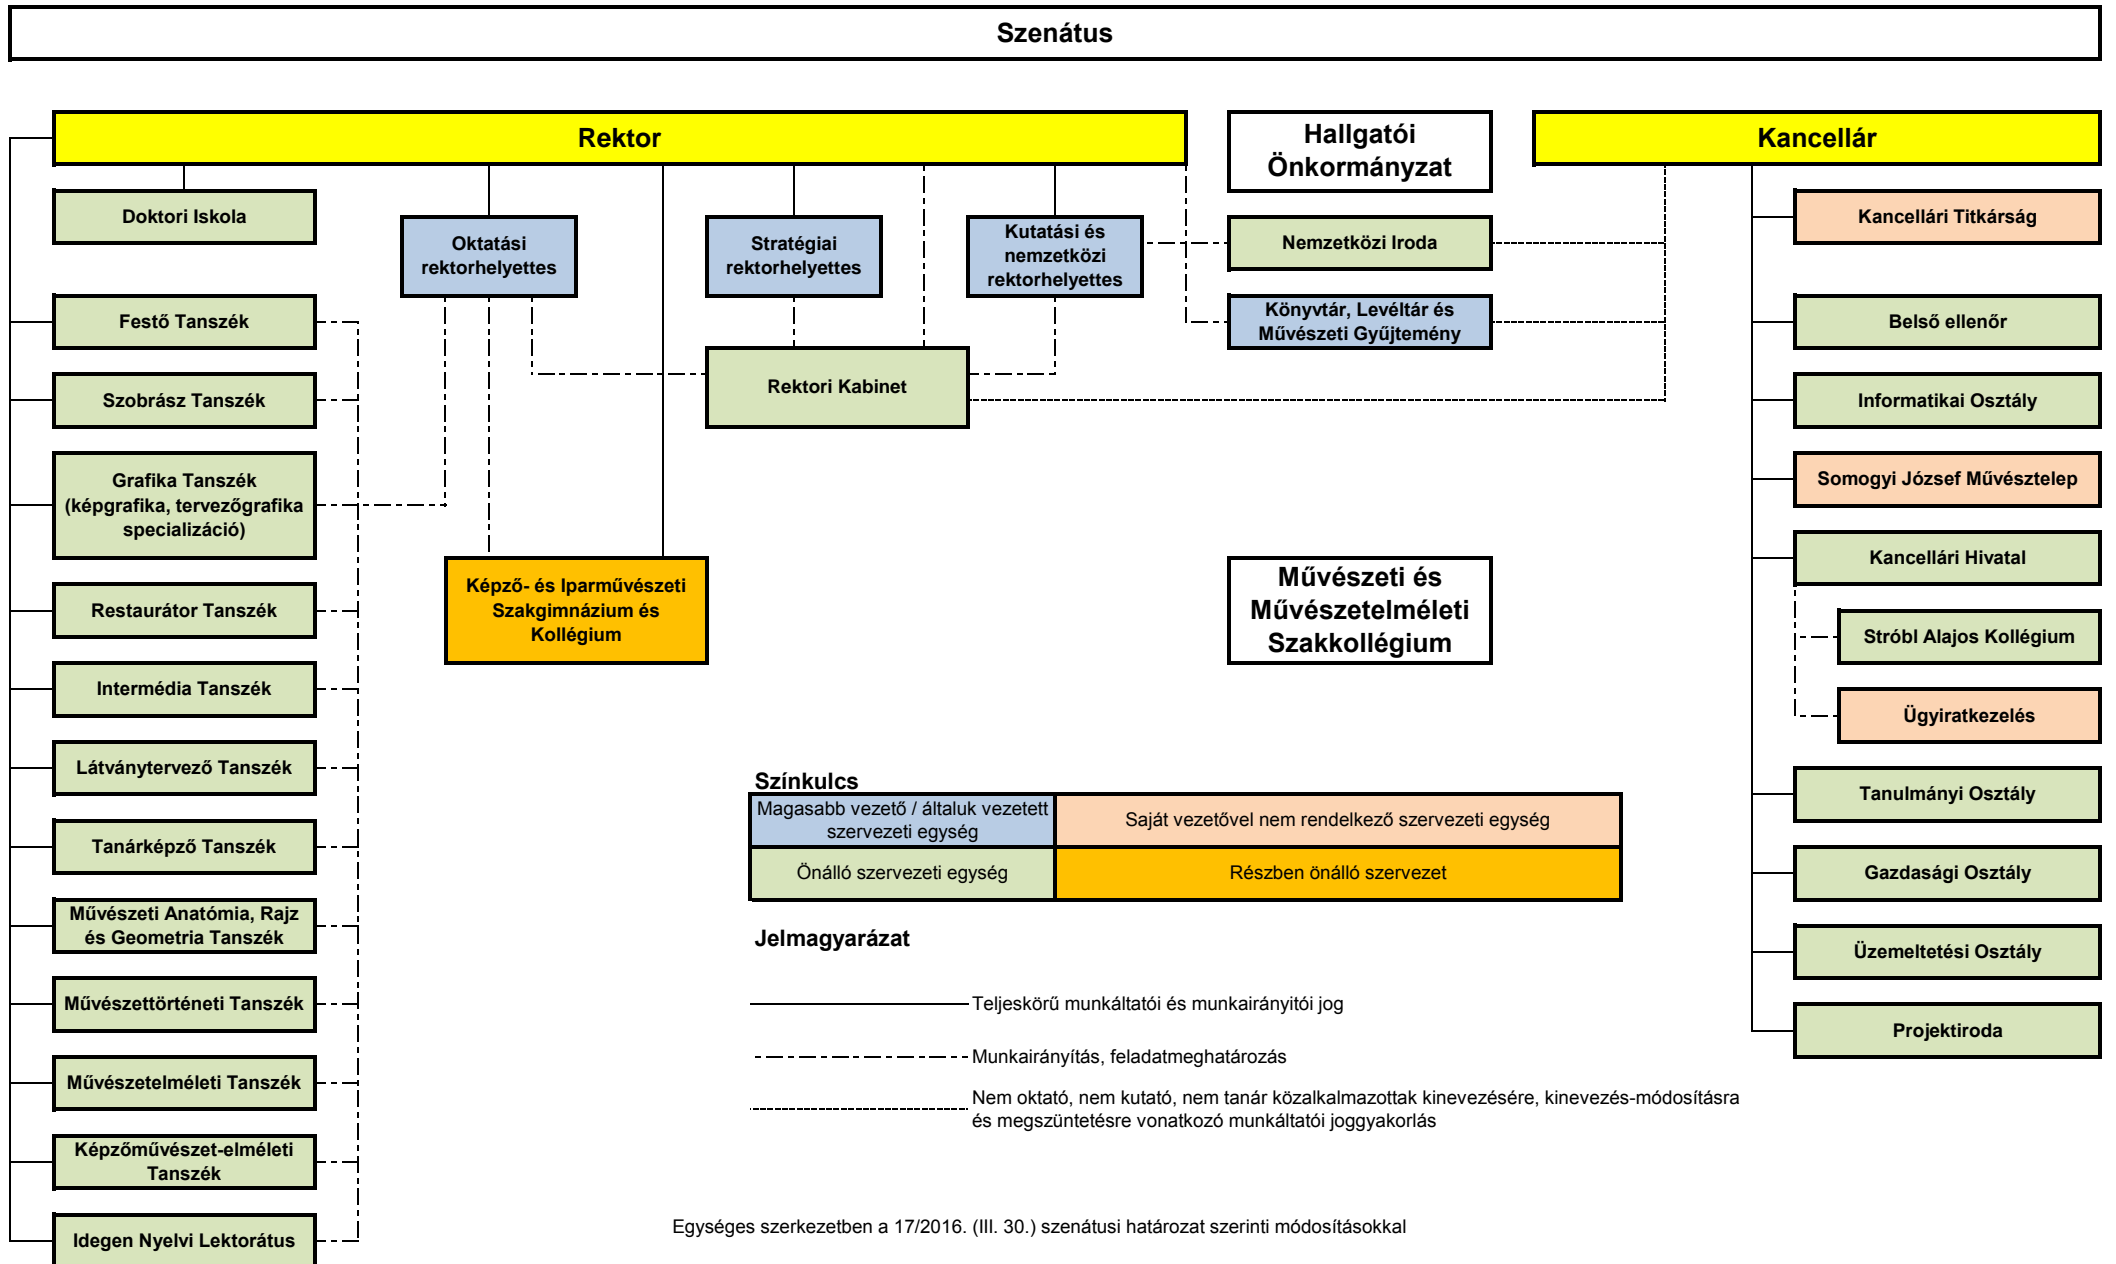 Szenátus
Rektor
Hallgatói
Önkormányzat
Kancellár
Doktori Iskola
Oktatási
rektorhelyettes
Stratégiai
rektorhelyettes
Kutatási és
nemzetközi
rektorhelyettes
Nemzetközi Iroda
Kancellári Titkárság
Festő Tanszék
Könyvtár, Levéltár és
Művészeti Gyűjtemény
Belső ellenőr
Szobrász Tanszék
Rektori Kabinet
Informatikai Osztály
Grafika Tanszék
(képgrafika, tervezőgrafika
specializáció)
Somogyi József Művésztelep
Kancellári Hivatal
Restaurátor Tanszék
Képző- és Iparművészeti
Szakgimnázium és
Kollégium
Művészeti és
Művészetelméleti
Szakkollégium
Stróbl Alajos Kollégium
Intermédia Tanszék
Ügyiratkezelés
Látványtervező Tanszék
Színkulcs
Magasabb vezető / általuk vezetett
szervezeti egység
Saját vezetővel nem rendelkező szervezeti egység
Tanulmányi Osztály
Tanárképző Tanszék
Önálló szervezeti egység
Részben önálló szervezet
Gazdasági Osztály
Művészeti Anatómia, Rajz
és Geometria Tanszék
Jelmagyarázat
Üzemeltetési Osztály
Művészettörténeti Tanszék
Teljeskörű munkáltatói és munkairányitói jog
Projektiroda
Művészetelméleti Tanszék
Munkairányítás, feladatmeghatározás
Nem oktató, nem kutató, nem tanár közalkalmazottak kinevezésére, kinevezés-módosításra
és megszüntetésre vonatkozó munkáltatói joggyakorlás
Képzőművészet-elméleti
Tanszék
Idegen Nyelvi Lektorátus
Egységes szerkezetben a 17/2016. (III. 30.) szenátusi határozat szerinti módosításokkal